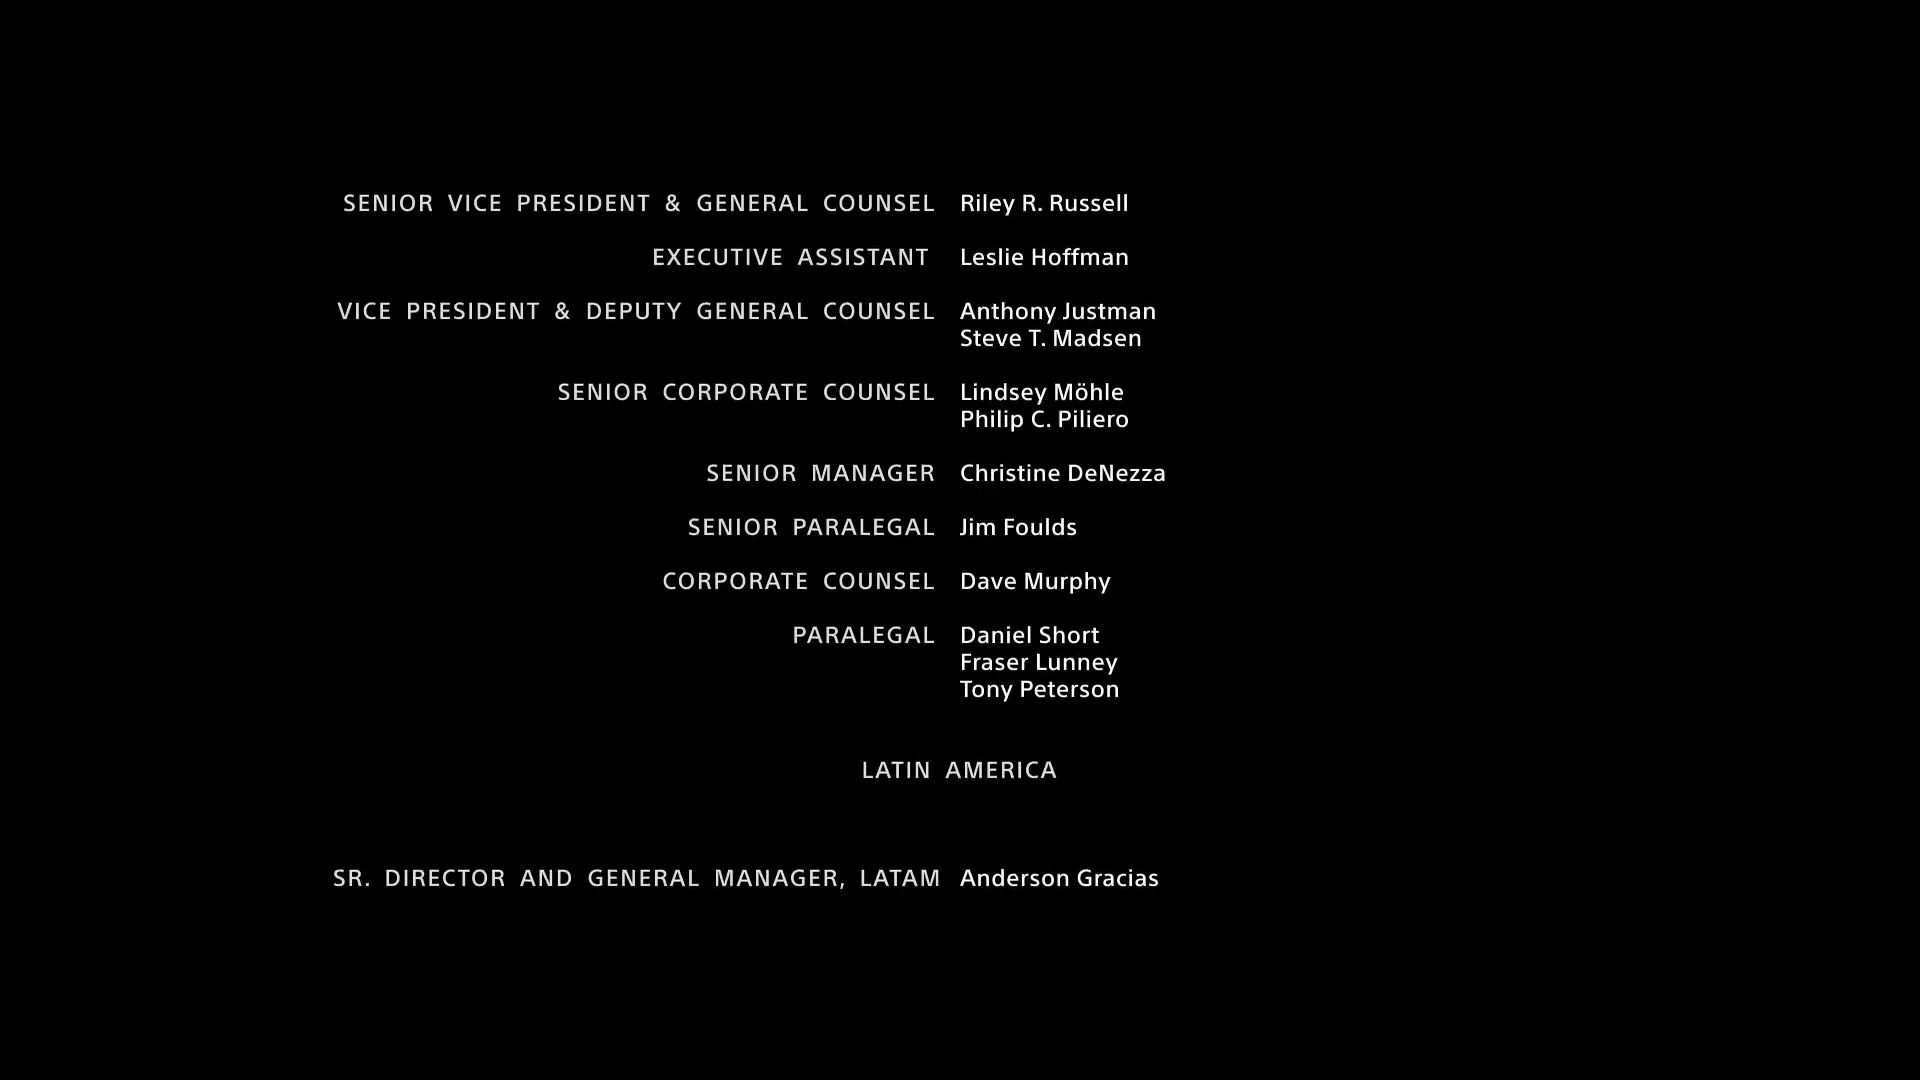 SENIOR VICE PRESIDENT & GENERAL COUNSEL Riley R. Russell
EXECUTIVE ASSISTANT Leslie Hoffman
VICE PRESIDENT & DEPUTY GENERAL COUNSEL Anthony Justman
Steve T. Madsen
SENIOR CORPORATE COUNSEL Lindsey Möhle
Philip C. Piliero
SENIOR MANAGER Christine DeNezza
SENIOR PARALEGAL Jim Foulds
CORPORATE COUNSEL Dave Murphy
PARALEGAL Daniel Short
Fraser Lunney
Tony Peterson
LATIN AMERICA
SR. DIRECTOR AND GENERAL MANAGER, LATAM Anderson Gracias